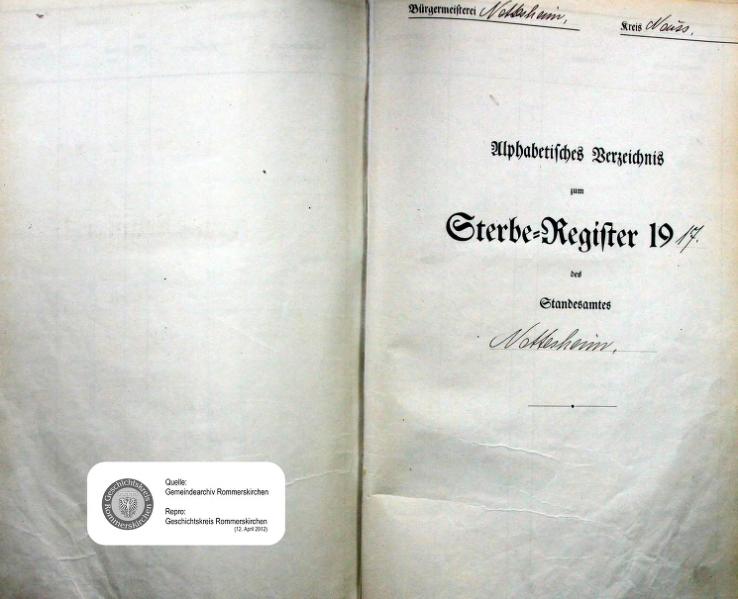 Bürgermeisterei Nettesheim,
Kreis Neuss.
Alphabetisches Verzeichnis
zum
Sterbe=Register 1917.
des
Standesamtes
Nettesheim.
Geschichtskreis Rommerskirchen
Quelle:
Gemeindearchiv Rommerskirchen
Repro:
Geschichtskreis Rommerskirchen
(12. April 2002)